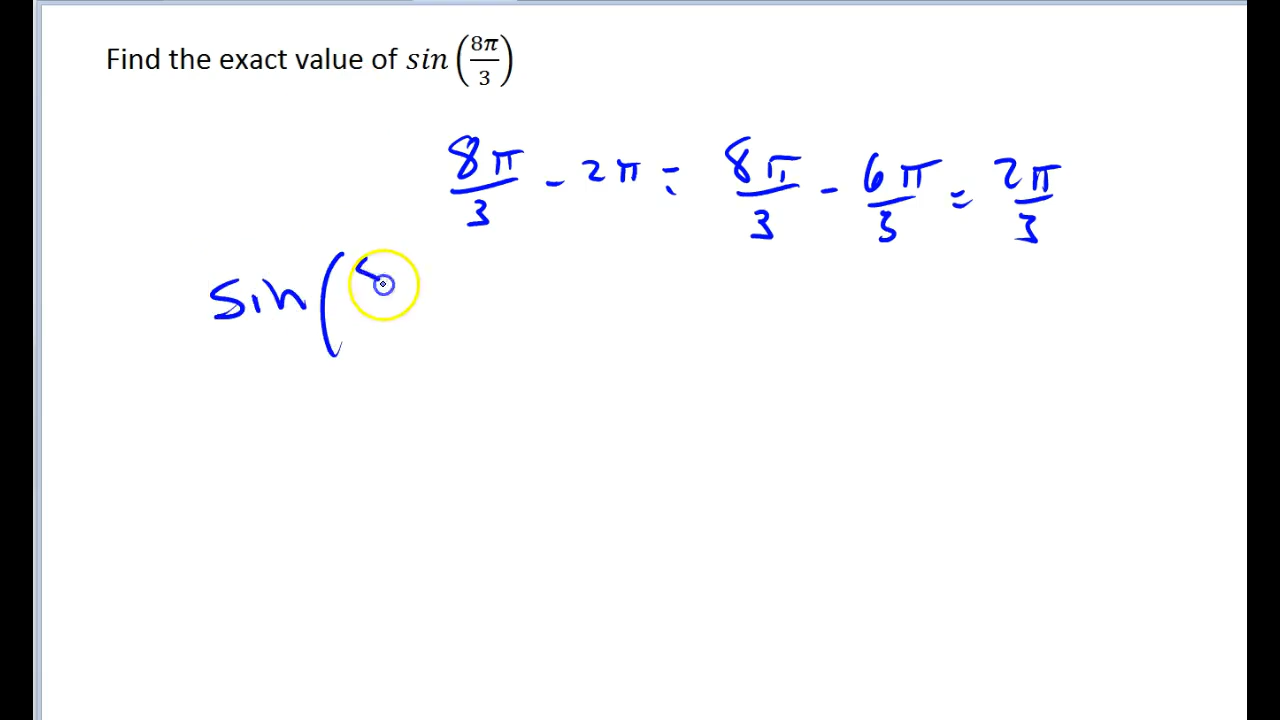 Find the exact value of sin(8π/3)
8π/3 - 2π = 8π/3 - 6π/3 = 2π/3
sin(